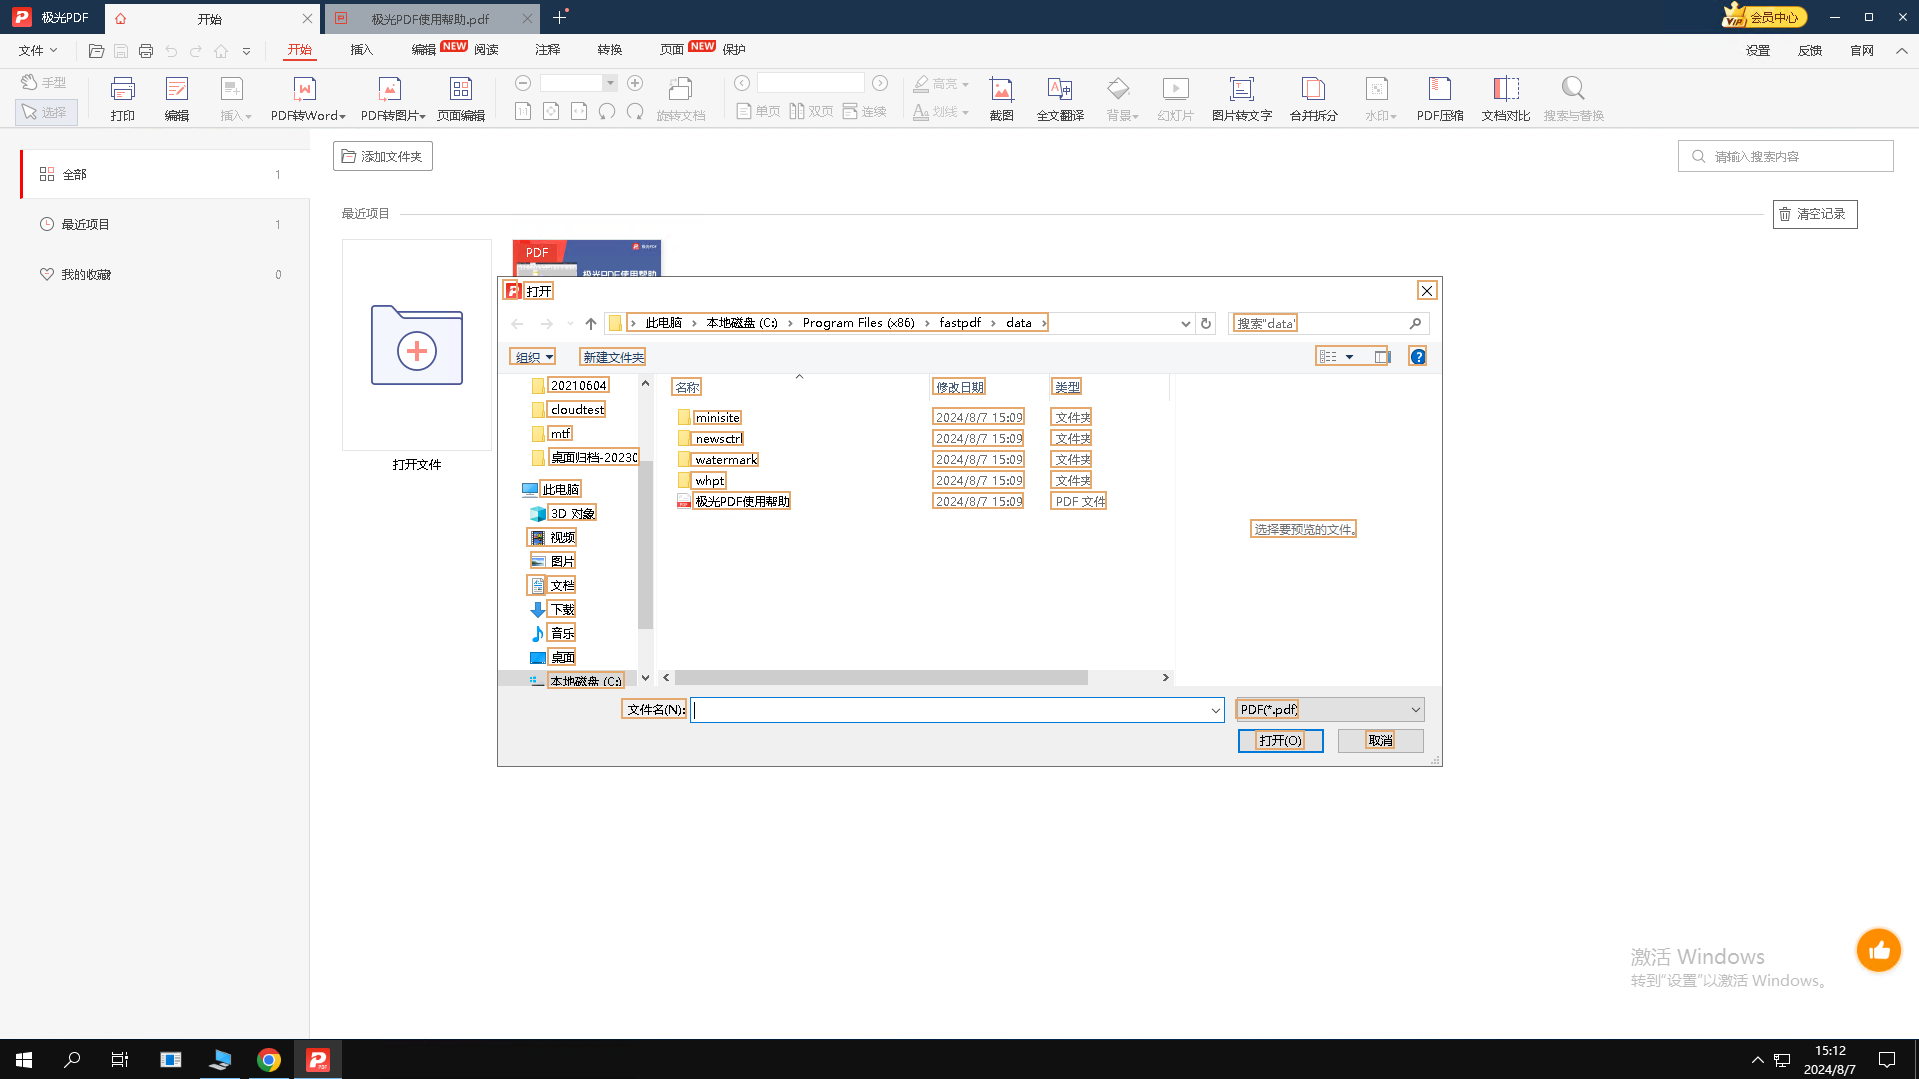 极光PDF 开始 极光PDF使用帮助.pdf VIP 会员中心
文件 开始 插入 编辑 NEW 阅读 注释 转换 页面 NEW 保护 设置 反馈 官网
手型 选择 打印 编辑 插入 PDF转Word PDF转图片 页面编辑 1:1 旋转文档 单页 双页 连续 高亮 划线 截图 全文翻译 背景 幻灯片 图片转文字 合并拆分 水印 PDF压缩 文档对比 搜索与替换
添加文件夹 请输入搜索内容
全部 1
最近项目 1
我的收藏 0
最近项目 清空记录
PDF 极光PDF
极光PDF使用帮助
打开文件
打开
此电脑 本地磁盘 (C:) Program Files (x86) fastpdf data 搜索"data"
组织 新建文件夹
20210604
cloudtest
mtf
桌面归档-20230
此电脑
3D 对象
视频
图片
文档
下载
音乐
桌面
本地磁盘 (C:)
名称 修改日期 类型
minisite 2024/8/7 15:09 文件夹
newsctrl 2024/8/7 15:09 文件夹
watermark 2024/8/7 15:09 文件夹
whpt 2024/8/7 15:09 文件夹
极光PDF使用帮助 2024/8/7 15:09 PDF 文件
选择要预览的文件。
文件名(N): PDF(*.pdf)
打开(O) 取消
激活 Windows
转到"设置"以激活 Windows。
15:12
2024/8/7